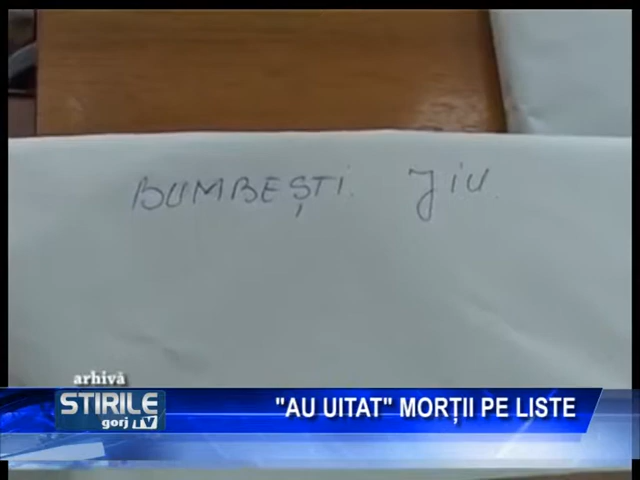 BUMBEȘTI. Jiu.
arhivă
STIRILE
gorj TV
"AU UITAT" MORȚII PE LISTE